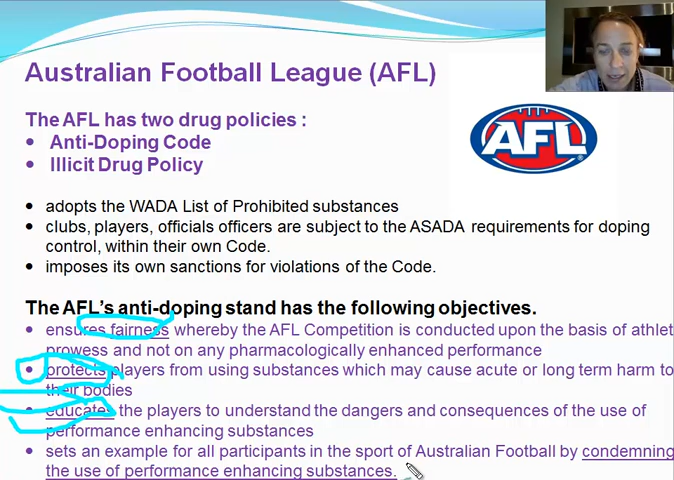 Australian Football League (AFL)
The AFL has two drug policies :
• Anti-Doping Code
• Illicit Drug Policy
AFL
• adopts the WADA List of Prohibited substances
• clubs, players, officials officers are subject to the ASADA requirements for doping
control, within their own Code.
• imposes its own sanctions for violations of the Code.
The AFL's anti-doping stand has the following objectives.
• ensures fairness whereby the AFL Competition is conducted upon the basis of athlet
prowess and not on any pharmacologically enhanced performance
• protects players from using substances which may cause acute or long term harm to
their bodies
• educates the players to understand the dangers and consequences of the use of
performance enhancing substances
• sets an example for all participants in the sport of Australian Football by condemning
the use of performance enhancing substances.